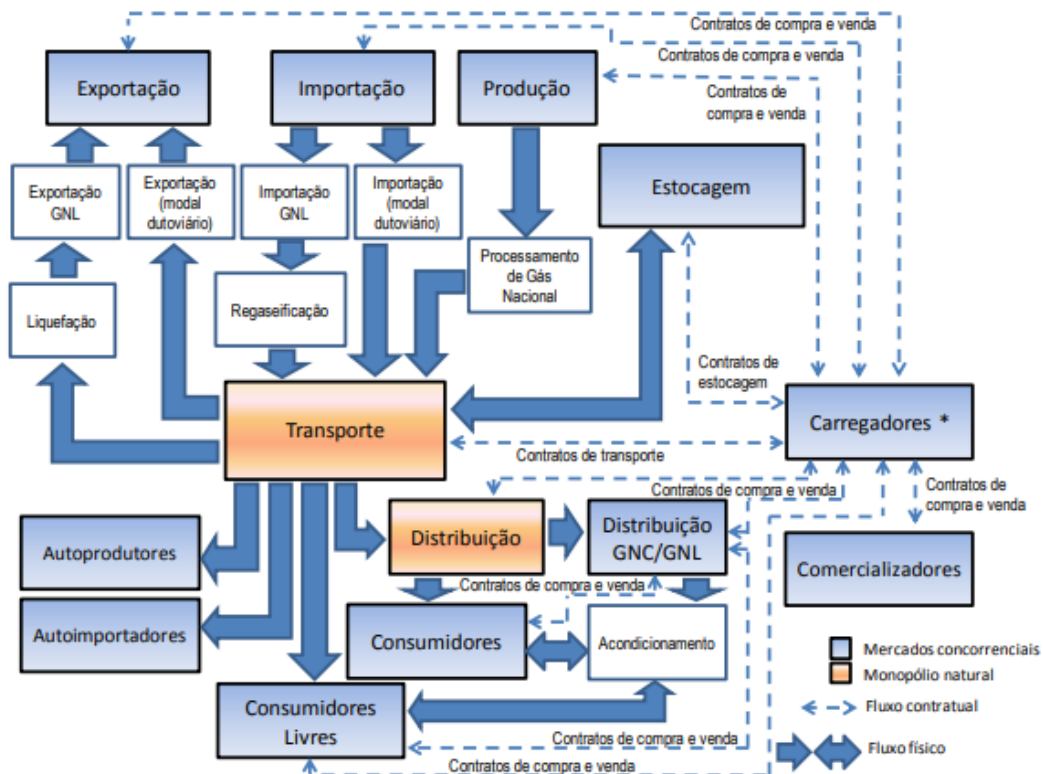 Contratos de compra e venda
Contratos de compra e venda
Exportação
Importação
Produção
Contratos de
compra e venda
Exportação
GNL
Exportação
(modal
dutoviário)
Importação
GNL
Importação
(modal
dutoviário)
Estocagem
Processamento
de Gás
Nacional
Liquefação
Regaseificação
Contratos de
estocagem
Transporte
Carregadores *
Contratos de transporte
Contratos de compra e venda
Contratos de
compra e venda
Autoprodutores
Distribuição
Distribuição
GNC/GNL
Comercializadores
Contratos de compra e venda
Autoimportadores
Consumidores
Acondicionamento
Mercados concorrenciais
Monopólio natural
Fluxo contratual
Consumidores
Livres
Contratos de compra e venda
Fluxo físico
Contratos de compra e venda